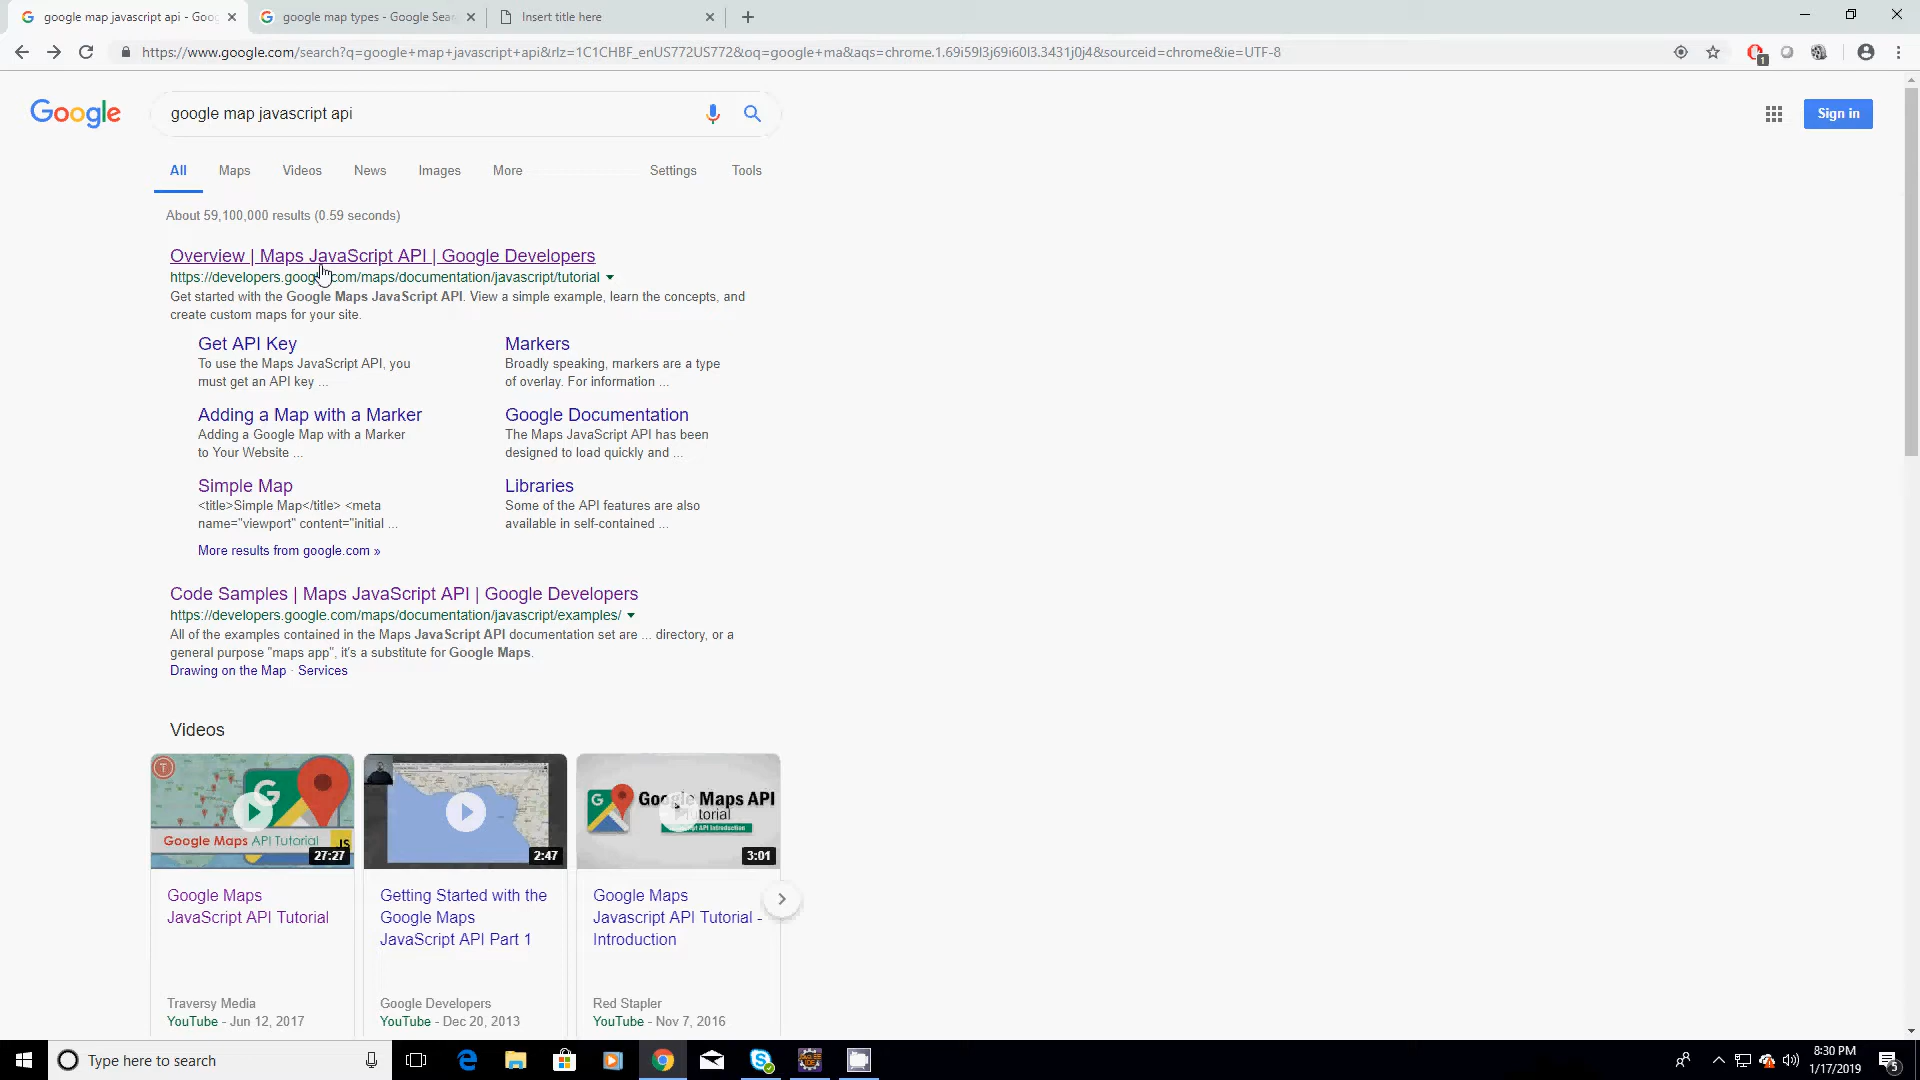 google map javascript api - Goo
google map types - Google Sear
Insert title here
https://www.google.com/search?q=google+map+javascript+api&rlz=1C1CHBF_enUS772US772&oq=google+ma&aqs=chrome.1.69i59l3j69i60l3.3431j0j4&sourceid=chrome&ie=UTF-8
1
Google
google map javascript api
Sign in
All
Maps
Videos
News
Images
More
Settings
Tools
About 59,100,000 results (0.59 seconds)
Overview | Maps JavaScript API | Google Developers
https://developers.google.com/maps/documentation/javascript/tutorial
Get started with the Google Maps JavaScript API. View a simple example, learn the concepts, and
create custom maps for your site.
Get API Key
To use the Maps JavaScript API, you
must get an API key ...
Markers
Broadly speaking, markers are a type
of overlay. For information ...
Adding a Map with a Marker
Adding a Google Map with a Marker
to Your Website ...
Google Documentation
The Maps JavaScript API has been
designed to load quickly and ...
Simple Map
<title>Simple Map</title> <meta
name="viewport" content="initial ...
Libraries
Some of the API features are also
available in self-contained ...
More results from google.com »
Code Samples | Maps JavaScript API | Google Developers
https://developers.google.com/maps/documentation/javascript/examples/
All of the examples contained in the Maps JavaScript API documentation set are ... directory, or a
general purpose "maps app", it's a substitute for Google Maps.
Drawing on the Map · Services
Videos
T
G
Google Maps API Tutorial
JS
27:27
Google Maps
JavaScript API Tutorial
Traversy Media
YouTube - Jun 12, 2017
2:47
Getting Started with the
Google Maps
JavaScript API Part 1
Google Developers
YouTube - Dec 20, 2013
G
Google Maps API
Tutorial
3:01
Google Maps
Javascript API Tutorial -
Introduction
Red Stapler
YouTube - Nov 7, 2016
Type here to search
8:30 PM
1/17/2019
5